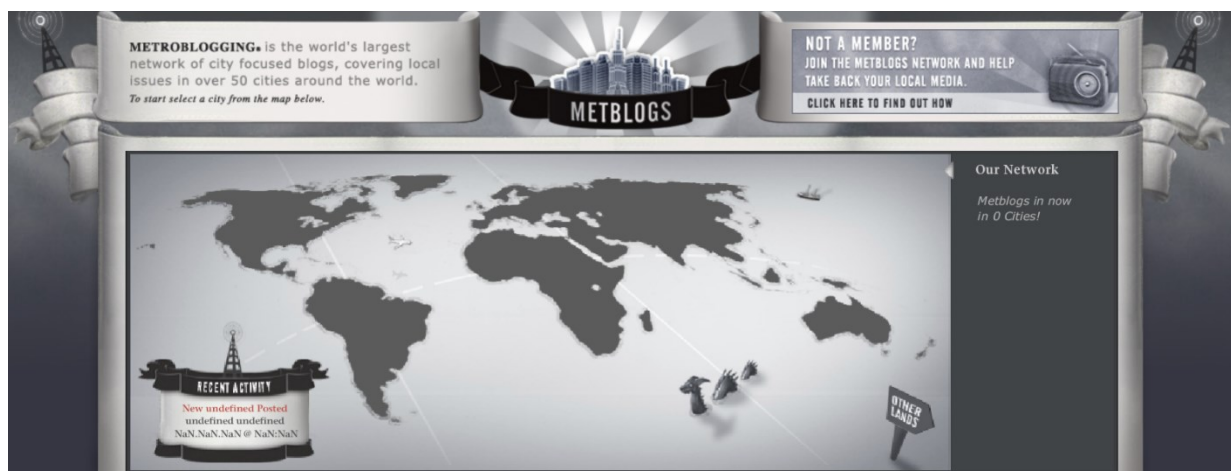 METROBLOGGING. is the world's largest
network of city focused blogs, covering local
issues in over 50 cities around the world.
To start select a city from the map below.
METBLOGS
NOT A MEMBER?
JOIN THE METBLOGS NETWORK AND HELP
TAKE BACK YOUR LOCAL MEDIA.
CLICK HERE TO FIND OUT HOW
Our Network
Metblogs in now
in 0 Cities!
RECENT ACTIVITY
New undefined Posted
undefined undefined
NaN.NaN.NaN @ NaN:NaN
OTHER
LANDS